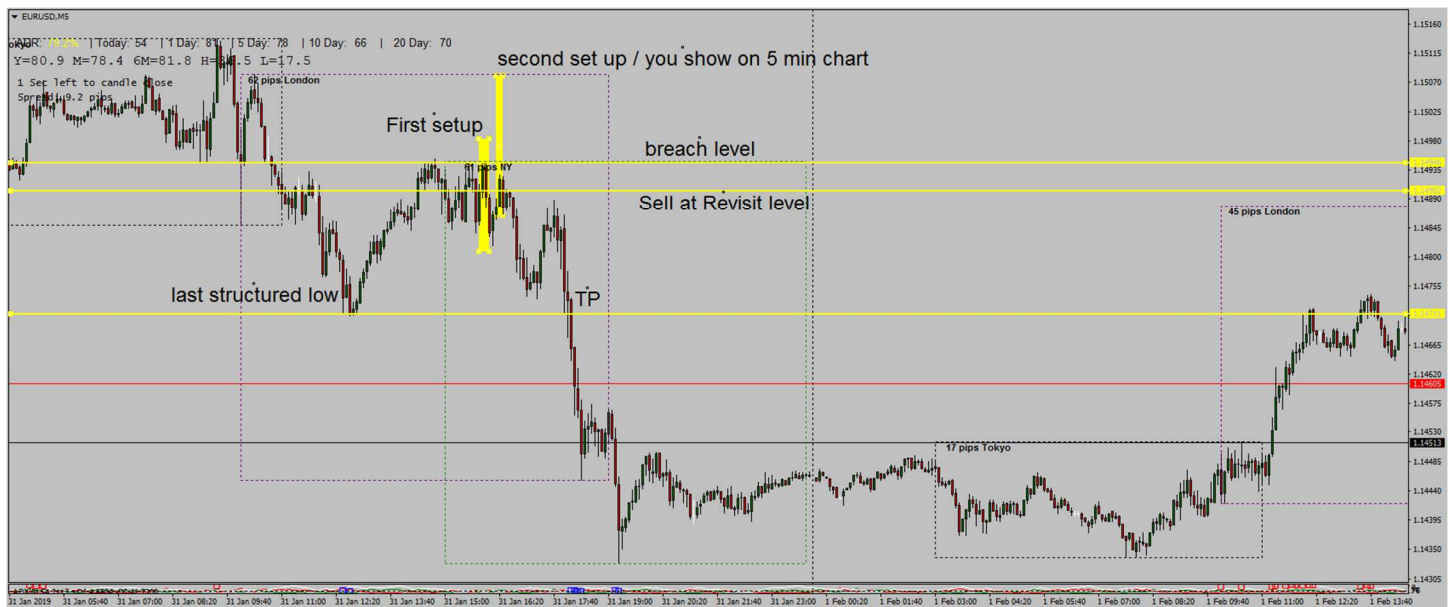 EURUSD,M5
ADR: 79.2% | Today: 54 | 1 Day: 81 | 5 Day: 78 | 10 Day: 66 | 20 Day: 70
Y=80.9 M=78.4 6M=81.8 L=17.5
1 Sec left to candle close
Spread: 9.2 pips
62 pips London
second set up / you show on 5 min chart
First setup
breach level
61 pips NY
Sell at Revisit level
45 pips London
last structured low
TP
17 pips Tokyo
1.15160
1.15115
1.15070
1.15025
1.14980
1.14935
1.14890
1.14845
1.14800
1.14755
1.14711
1.14665
1.14620
1.14605
1.14575
1.14530
1.14513
1.14485
1.14440
1.14395
1.14350
1.14305
31 Jan 2019 31 Jan 05:40 31 Jan 07:00 31 Jan 08:20 31 Jan 09:40 31 Jan 11:00 31 Jan 12:20 31 Jan 13:40 31 Jan 15:00 31 Jan 16:20 31 Jan 17:40 31 Jan 19:00 31 Jan 20:20 31 Jan 21:40 31 Jan 23:00 1 Feb 00:20 1 Feb 01:40 1 Feb 03:00 1 Feb 04:20 1 Feb 05:40 1 Feb 07:00 1 Feb 08:20 1 Feb 09:40 1 Feb 11:00 1 Feb 12:20 1 Feb 13:40